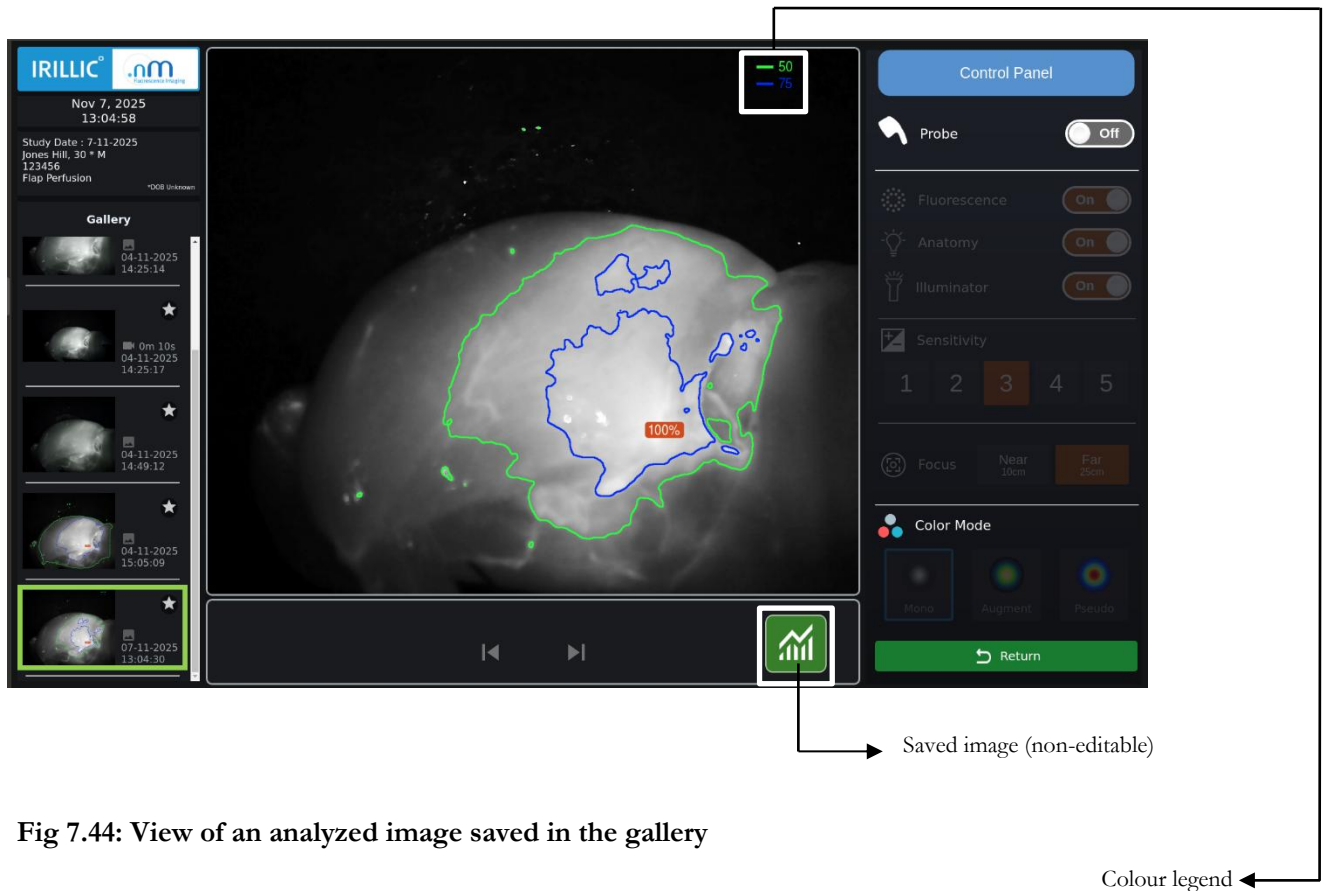 IRILLIC°
.nm
Fluorescence Imaging
Nov 7, 2025
13:04:58
Study Date : 7-11-2025
Jones Hill, 30 * M
123456
Flap Perfusion
*DOB Unknown
Gallery
04-11-2025
14:25:14
0m 10s
04-11-2025
14:25:17
04-11-2025
14:49:12
04-11-2025
15:05:09
07-11-2025
13:04:30
50
75
100%
Control Panel
Probe
Off
Fluorescence
On
Anatomy
On
Illuminator
On
Sensitivity
1 2 3 4 5
Focus
Near
10cm
Far
25cm
Color Mode
Mono
Augment
Pseudo
Return
Saved image (non-editable)
Fig 7.44: View of an analyzed image saved in the gallery
Colour legend